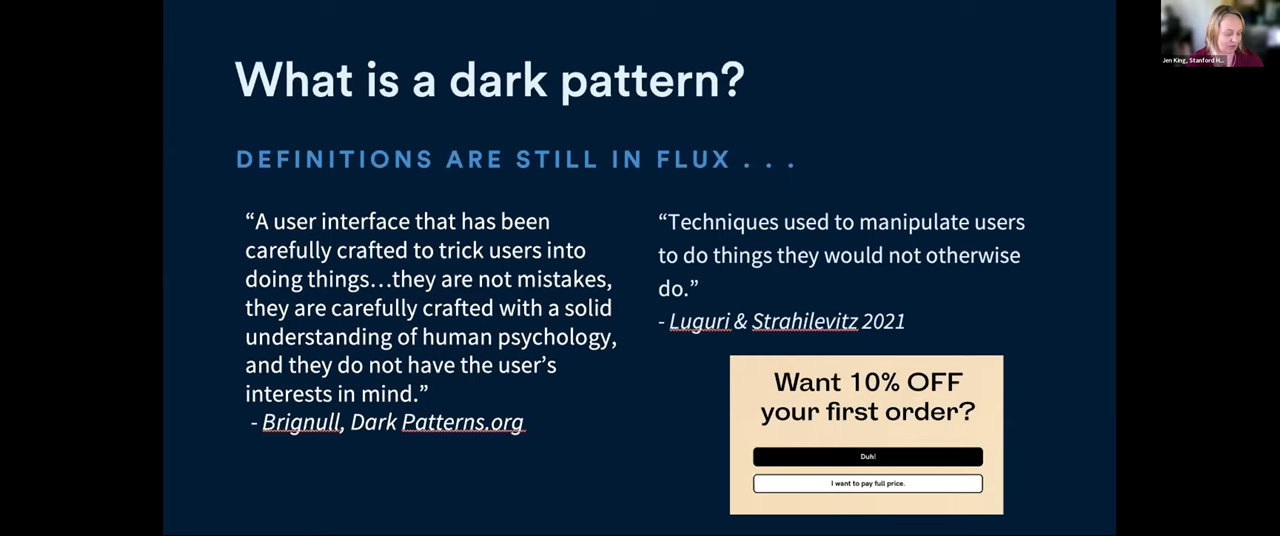 What is a dark pattern?
DEFINITIONS ARE STILL IN FLUX . . .
“A user interface that has been
carefully crafted to trick users into
doing things…they are not mistakes,
they are carefully crafted with a solid
understanding of human psychology,
and they do not have the user’s
interests in mind.”
- Brignull, Dark Patterns.org
“Techniques used to manipulate users
to do things they would not otherwise
do.”
- Luguri & Strahilevitz 2021
Want 10% OFF
your first order?
Duh!
I want to pay full price.
Jen King, Stanford H...